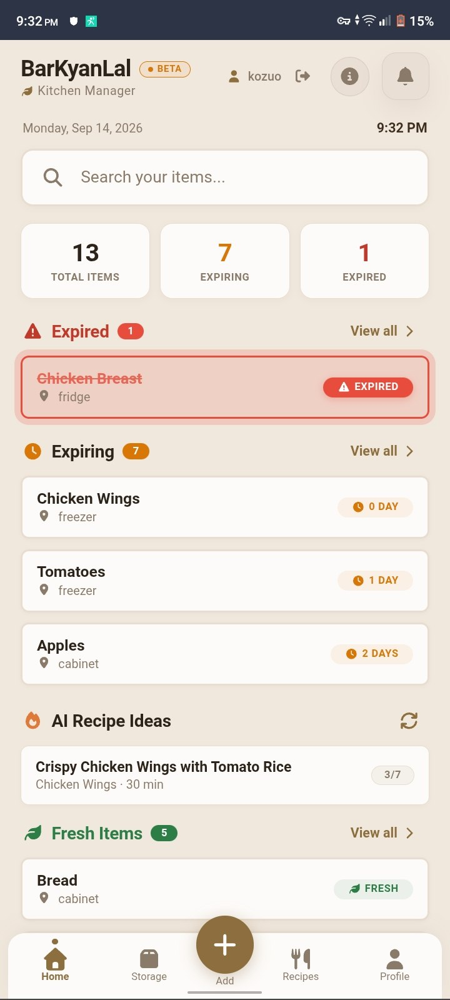 9:32 PM 15%
BarKyanLal BETA
Kitchen Manager
kozuo
Monday, Sep 14, 2026 9:32 PM
Search your items...
13 7 1
TOTAL ITEMS EXPIRING EXPIRED
Expired 1 View all
Chicken Breast
fridge
EXPIRED
Expiring 7 View all
Chicken Wings
freezer
0 DAY
Tomatoes
freezer
1 DAY
Apples
cabinet
2 DAYS
AI Recipe Ideas
Crispy Chicken Wings with Tomato Rice
Chicken Wings · 30 min
3/7
Fresh Items 5 View all
Bread
cabinet
FRESH
Home Storage Add Recipes Profile